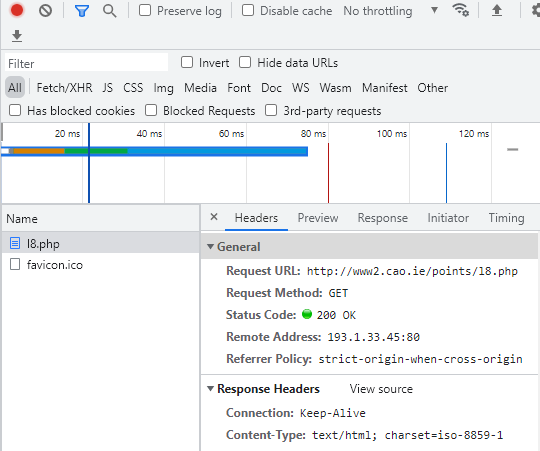 Preserve log Disable cache No throttling
Filter Invert Hide data URLs
All Fetch/XHR JS CSS Img Media Font Doc WS Wasm Manifest Other
Has blocked cookies Blocked Requests 3rd-party requests
20 ms 40 ms 60 ms 80 ms 100 ms 120 ms
Name
l8.php
favicon.ico
× Headers Preview Response Initiator Timing
General
Request URL: http://www2.cao.ie/points/l8.php
Request Method: GET
Status Code: 200 OK
Remote Address: 193.1.33.45:80
Referrer Policy: strict-origin-when-cross-origin
Response Headers View source
Connection: Keep-Alive
Content-Type: text/html; charset=iso-8859-1